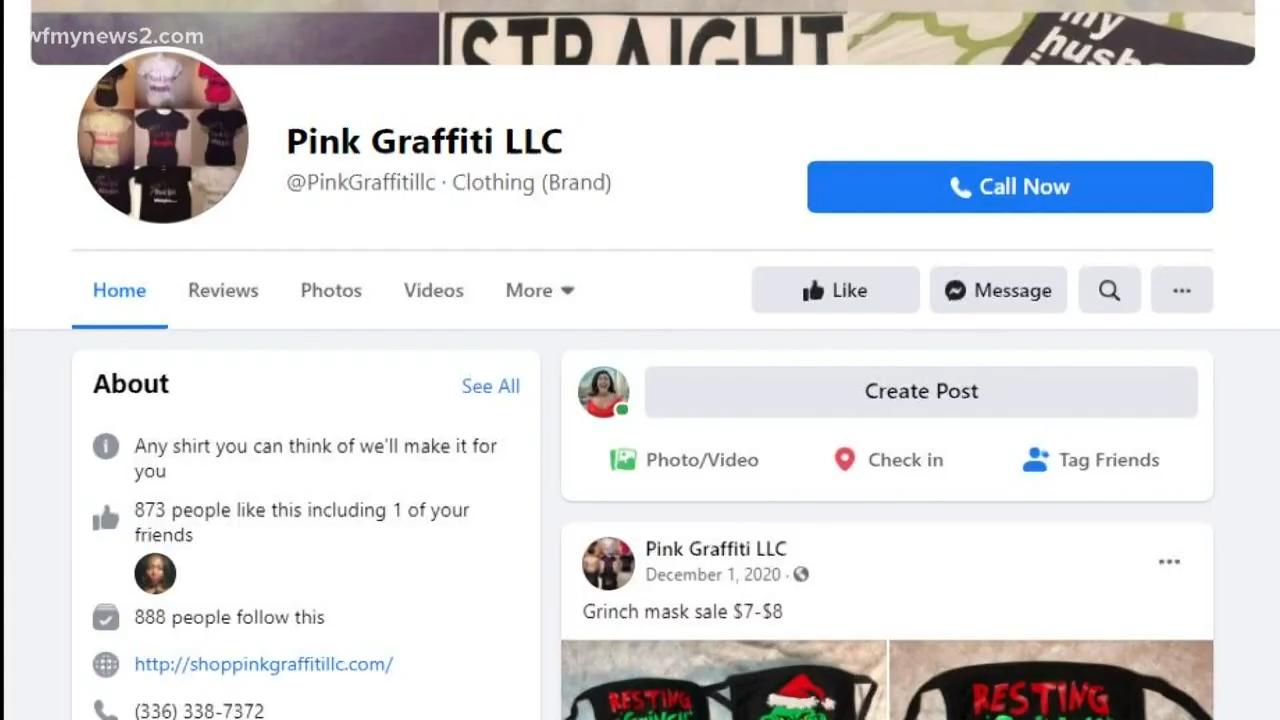 wfmynews2.com
STRAIGHT
my
Pink Graffiti LLC
@PinkGraffitillc · Clothing (Brand)
Call Now
Home Reviews Photos Videos More
Like Message
About See All
Any shirt you can think of we'll make it for
you
873 people like this including 1 of your
friends
888 people follow this
http://shoppinkgraffitillc.com/
(336) 338-7372
Create Post
Photo/Video Check in Tag Friends
Pink Graffiti LLC
December 1, 2020 ·
Grinch mask sale $7-$8
RESTING
RESTING